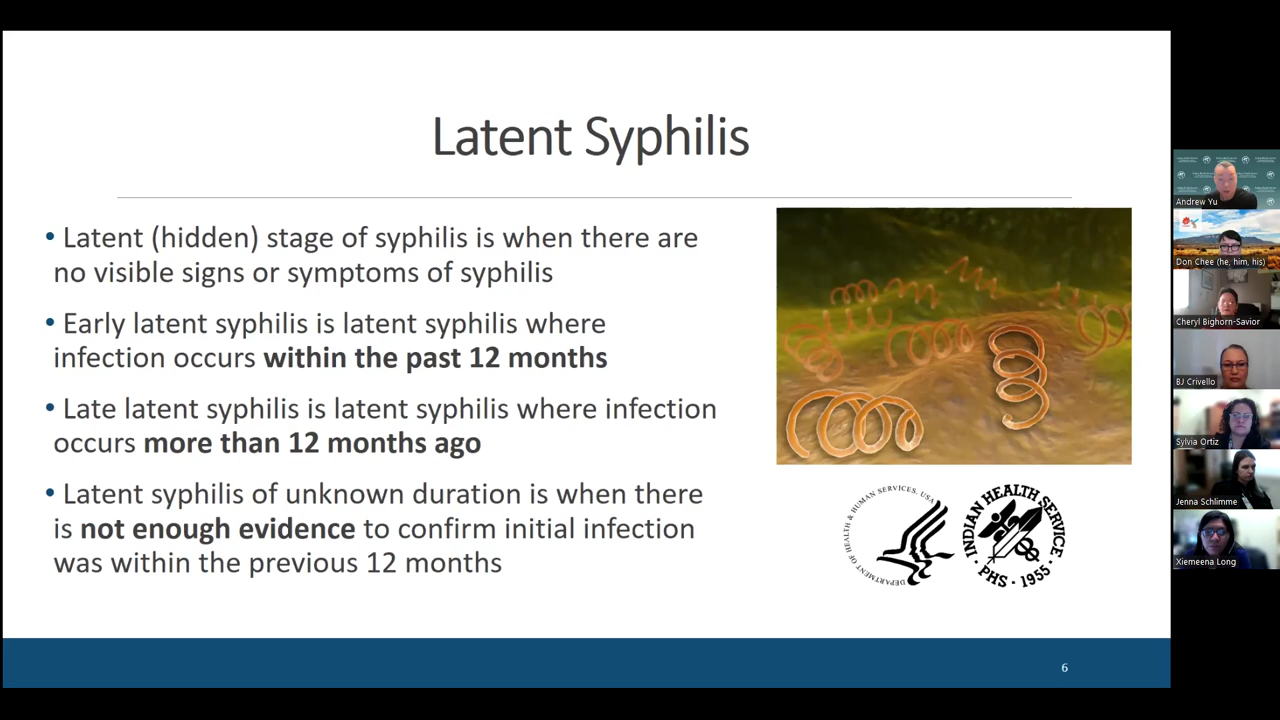 Latent Syphilis
• Latent (hidden) stage of syphilis is when there are
no visible signs or symptoms of syphilis
• Early latent syphilis is latent syphilis where
infection occurs within the past 12 months
• Late latent syphilis is latent syphilis where infection
occurs more than 12 months ago
• Latent syphilis of unknown duration is when there
is not enough evidence to confirm initial infection
was within the previous 12 months
DEPARTMENT OF HEALTH & HUMAN SERVICES. USA
INDIAN HEALTH SERVICE
· PHS · 1955 ·
6
Andrew Yu
Don Chee (he, him, his)
Cheryl Bighorn-Savior
BJ Crivello
Sylvia Ortiz
Jenna Schlimme
Xiemeena Long